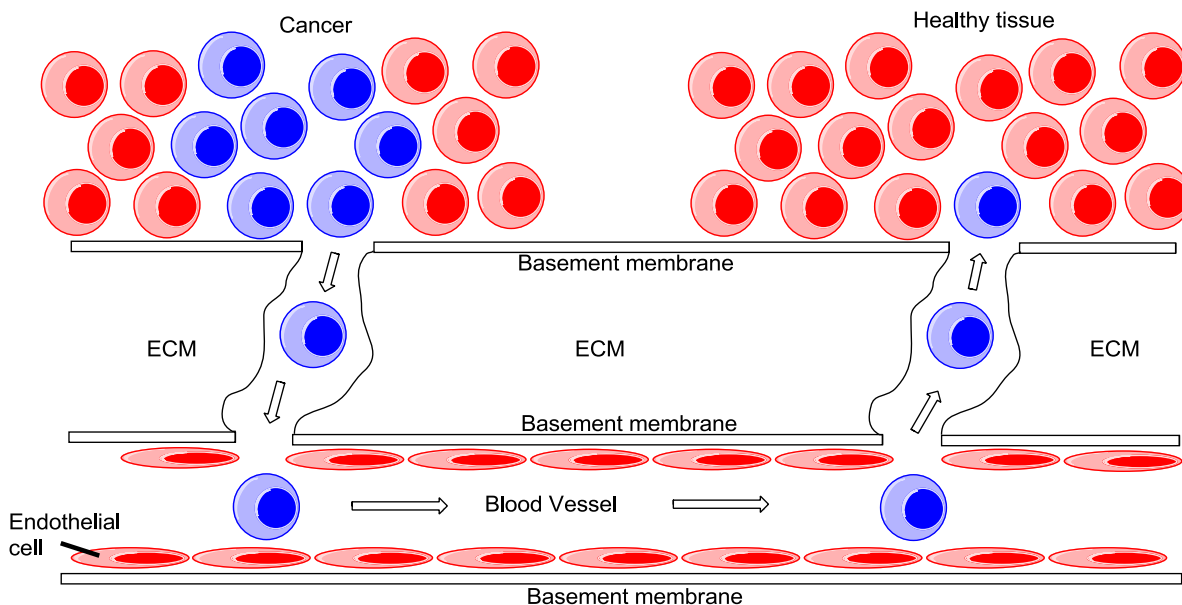 Cancer
Healthy tissue
Basement membrane
ECM
ECM
ECM
Basement membrane
Blood Vessel
Endothelial
cell
Basement membrane